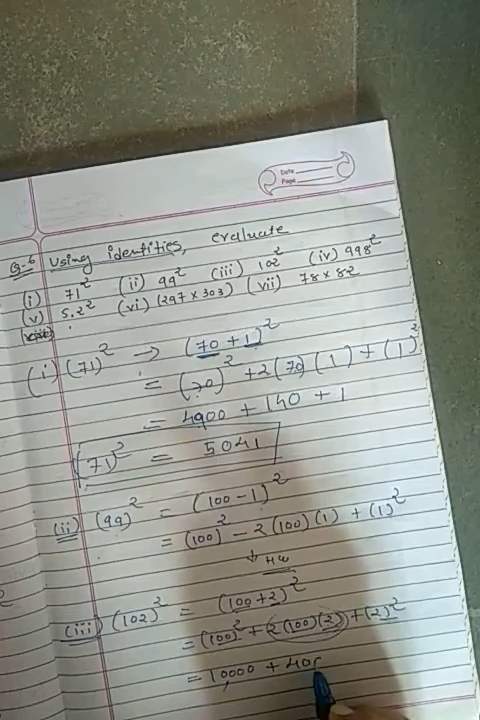 Date
Page
Q.6 Using identities, evaluate
(i) 71² (ii) 99² (iii) 102² (iv) 998²
(v) 5.2² (vi) (297 x 303) (vii) 78 x 82
(i) (71)² → (70 + 1)²
= (70)² + 2(70)(1) + (1)²
= 4900 + 140 + 1
(71)² = 5041
(ii) (99)² = (100 - 1)²
= (100)² - 2(100)(1) + (1)²
↓ HW
(iii) (102)² = (100 + 2)²
= (100)² + 2(100)(2) + (2)²
= 10,000 + 400